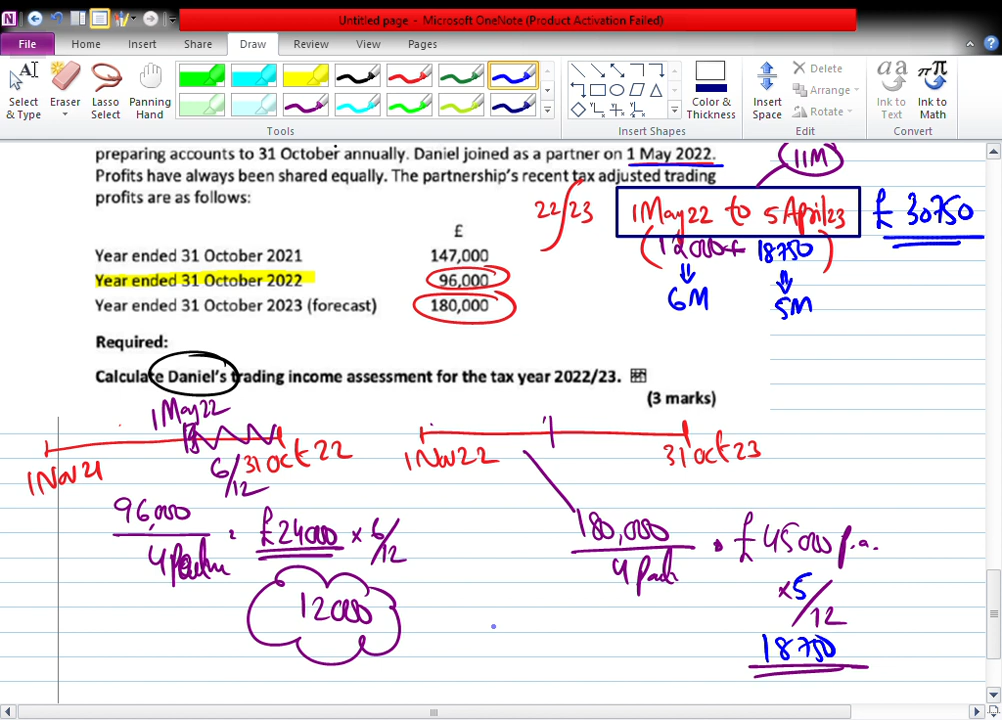 Untitled page - Microsoft OneNote (Product Activation Failed)
File Home Insert Share Draw Review View Pages
Select & Type
Eraser
Lasso Select
Panning Hand
Color & Thickness
Insert Space
Delete
Arrange
Rotate
Ink to Text
Ink to Math
Tools
Insert Shapes
Edit
Convert
preparing accounts to 31 October annually. Daniel joined as a partner on 1 May 2022.
(11M)
Profits have always been shared equally. The partnership's recent tax adjusted trading
profits are as follows:
22/23
1May22 to 5April23
£ 30750
(12000+ 18750)
6M
5M
£
Year ended 31 October 2021 147,000
Year ended 31 October 2022 96,000
Year ended 31 October 2023 (forecast) 180,000
Required:
Calculate Daniel's trading income assessment for the tax year 2022/23.
(3 marks)
1May22
1Nov21
6/12
31Oct 22
1Nov22
31Oct23
96,000
£24000 × 6/12
12000
180,000
£45000 p.a.
×5/12
18750